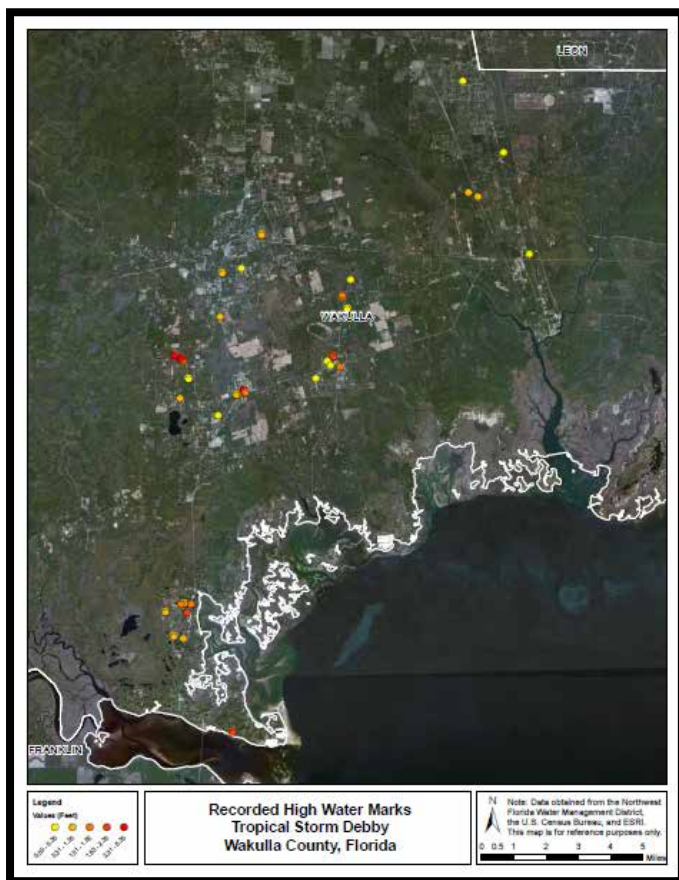 LEON
WAKULLA
FRANKLIN
Legend
Values (Feet)
Recorded High Water Marks
Tropical Storm Debby
Wakulla County, Florida
N
Note: Data obtained from the Northwest
Florida Water Management District,
the U.S. Census Bureau, and ESRI.
This map is for reference purposes only.
0 0.5 1 2 3 4 5
Miles